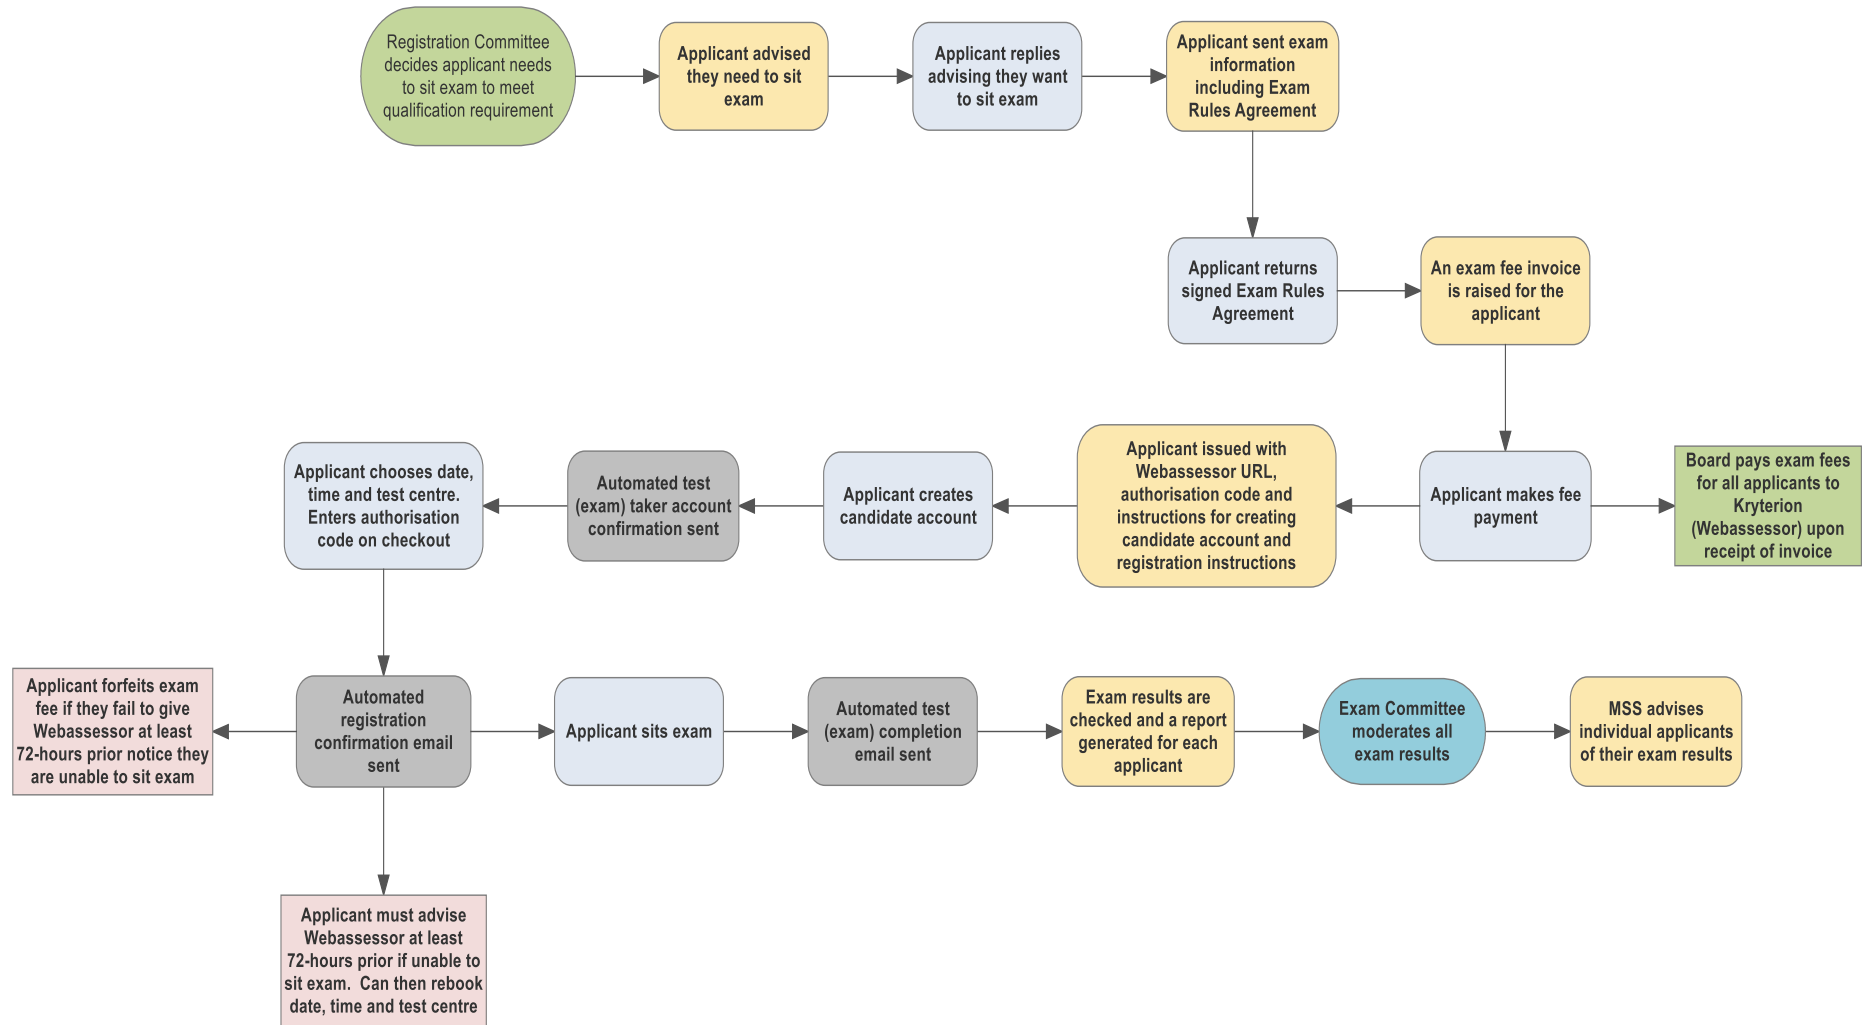 Registration Committee
decides applicant needs
to sit exam to meet
qualification requirement
Applicant advised
they need to sit
exam
Applicant replies
advising they want
to sit exam
Applicant sent exam
information
including Exam
Rules Agreement
Applicant returns
signed Exam Rules
Agreement
An exam fee invoice
is raised for the
applicant
Applicant makes fee
payment
Board pays exam fees
for all applicants to
Kryterion
(Webassessor) upon
receipt of invoice
Applicant issued with
Webassessor URL,
authorisation code and
instructions for creating
candidate account and
registration instructions
Applicant creates
candidate account
Automated test
(exam) taker account
confirmation sent
Applicant chooses date,
time and test centre.
Enters authorisation
code on checkout
Automated
registration
confirmation email
sent
Applicant forfeits exam
fee if they fail to give
Webassessor at least
72-hours prior notice they
are unable to sit exam
Applicant must advise
Webassessor at least
72-hours prior if unable to
sit exam.  Can then rebook
date, time and test centre
Applicant sits exam
Automated test
(exam) completion
email sent
Exam results are
checked and a report
generated for each
applicant
Exam Committee
moderates all
exam results
MSS advises
individual applicants
of their exam results